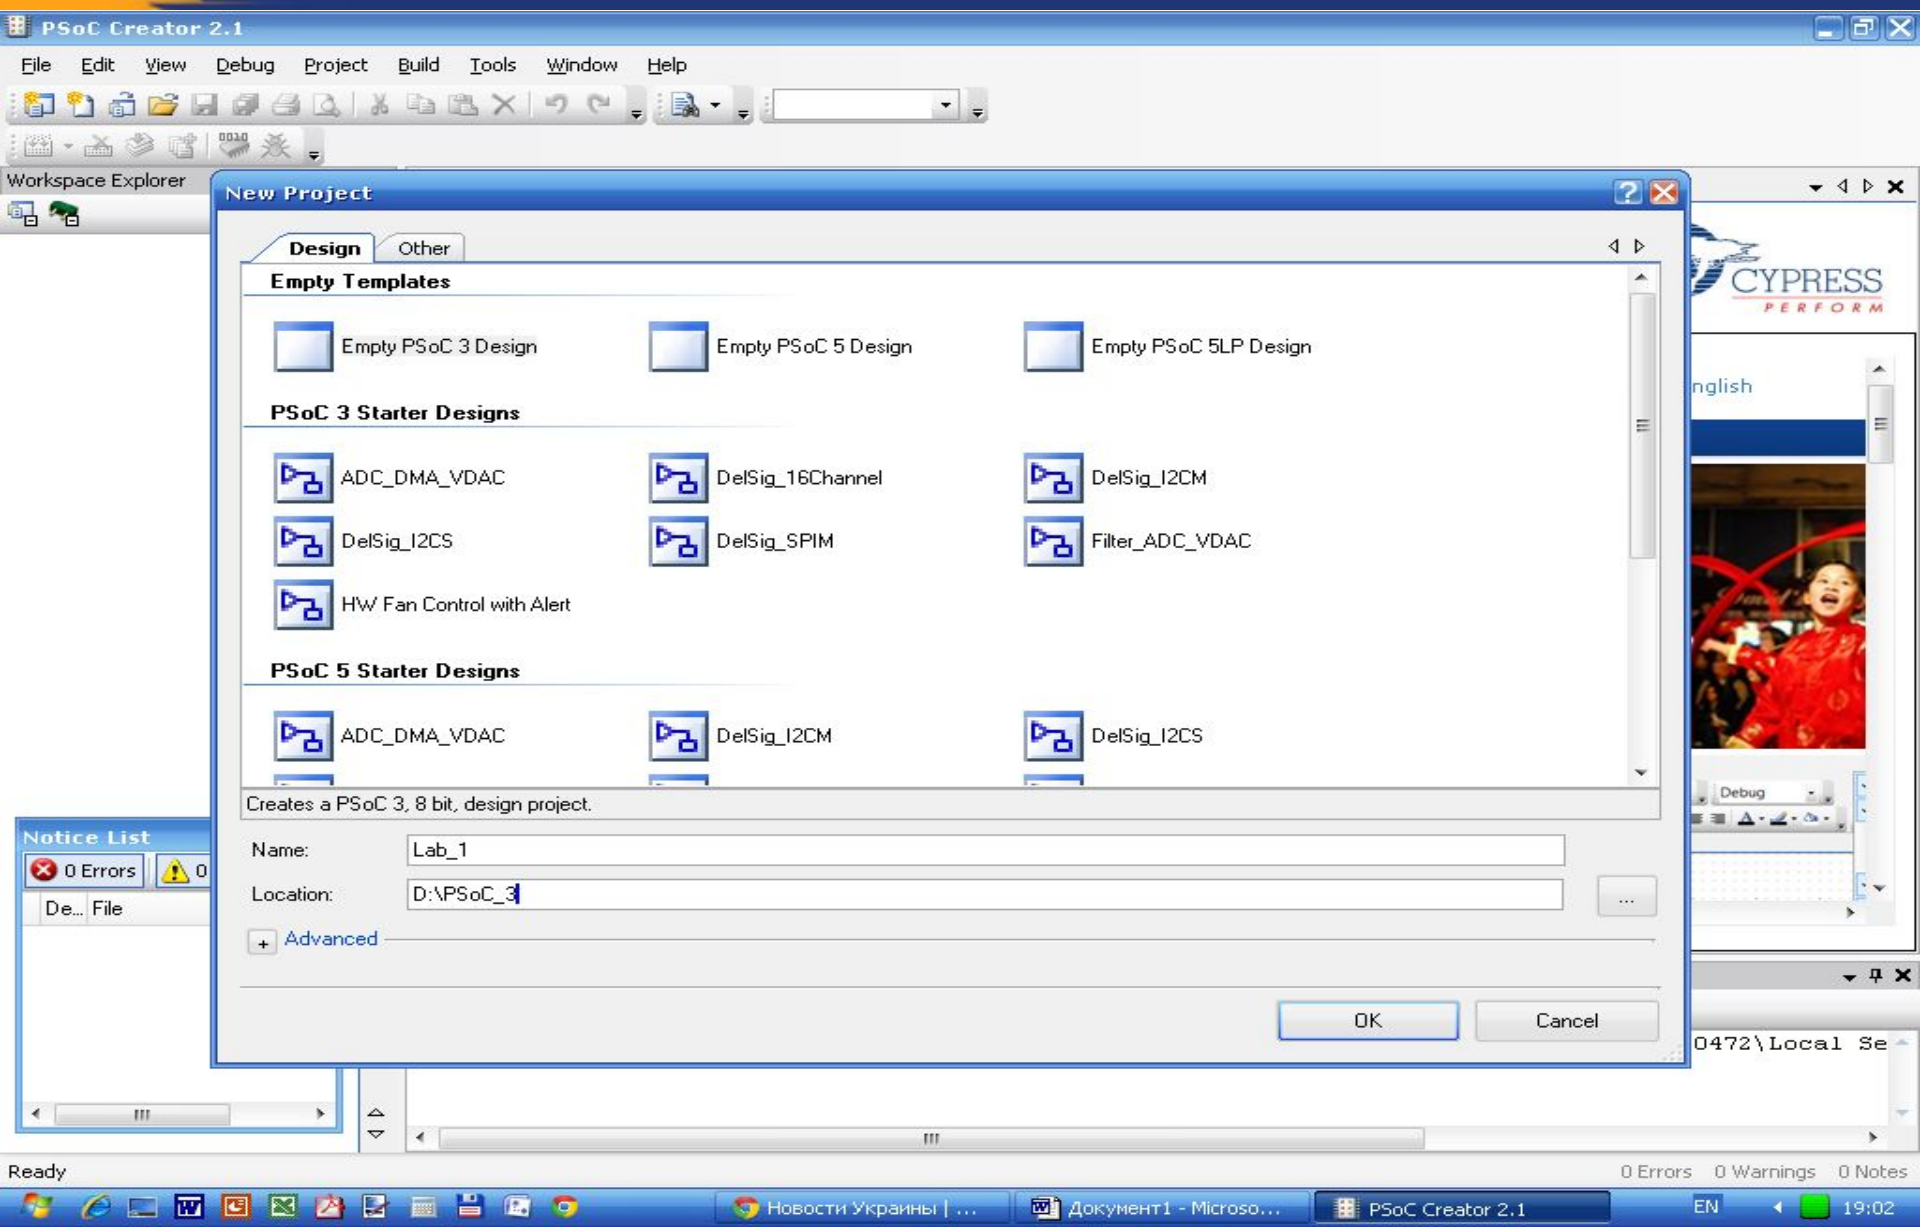 PSoC Creator 2.1
File Edit View Debug Project Build Tools Window Help
Workspace Explorer
New Project
Design Other
Empty Templates
Empty PSoC 3 Design Empty PSoC 5 Design Empty PSoC 5LP Design
PSoC 3 Starter Designs
ADC_DMA_VDAC DelSig_16Channel DelSig_I2CM
DelSig_I2CS DelSig_SPIM Filter_ADC_VDAC
HW Fan Control with Alert
PSoC 5 Starter Designs
ADC_DMA_VDAC DelSig_I2CM DelSig_I2CS
Creates a PSoC 3, 8 bit, design project.
Name: Lab_1
Location: D:\PSoC_3 ...
+ Advanced
OK Cancel
CYPRESS
PERFORM
nglish
Debug
Notice List
0 Errors 0
De... File
0472\Local Se
Ready 0 Errors 0 Warnings 0 Notes
Новости Украины | ... Документ1 - Microso... PSoC Creator 2.1 EN 19:02